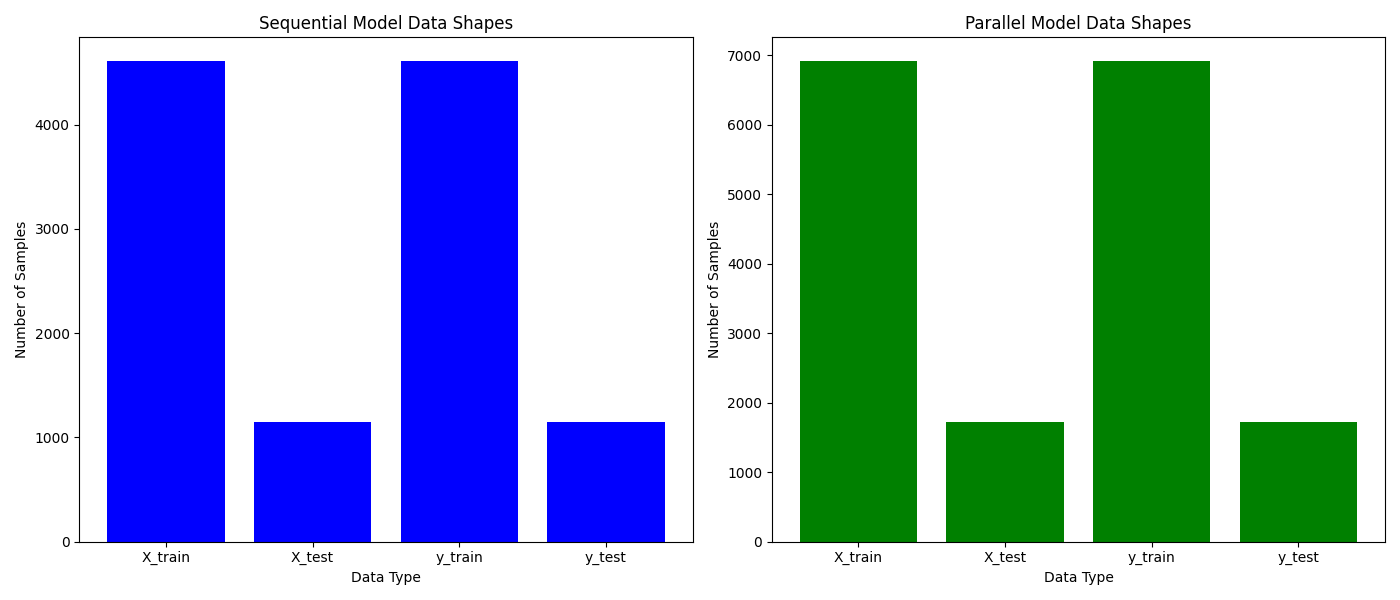 Sequential Model Data Shapes
Number of Samples
4000
3000
2000
1000
0
X_train X_test y_train y_test
Data Type
Parallel Model Data Shapes
Number of Samples
7000
6000
5000
4000
3000
2000
1000
0
X_train X_test y_train y_test
Data Type